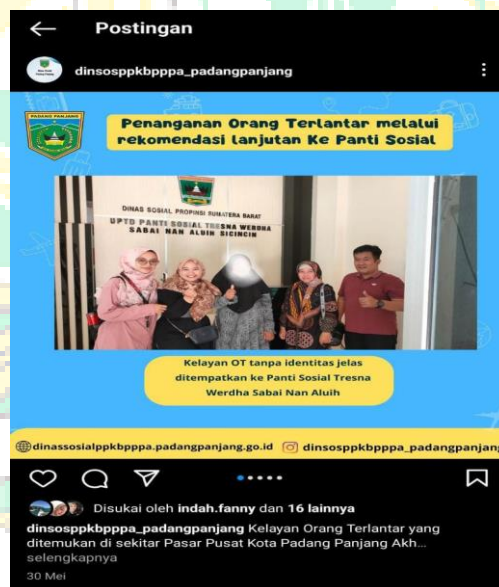 Postingan
dinsosppkbpppa_padangpanjang
PADANG PANJANG
Penanganan Orang Terlantar melalui
rekomendasi lanjutan Ke Panti Sosial
DINAS SOSIAL PROPINSI SUMATERA BARAT
UPTD PANTI SOSIAL TRESNA WERDHA
SABAI NAN ALUIH SICINCIN
Kelayan OT tanpa identitas jelas
ditempatkan ke Panti Sosial Tresna
Werdha Sabai Nan Aluih
dinassosialppkbpppa.padangpanjang.go.id dinsosppkbpppa_padangpanjang
Disukai oleh indah.fanny dan 16 lainnya
dinsosppkbpppa_padangpanjang Kelayan Orang Terlantar yang
ditemukan di sekitar Pasar Pusat Kota Padang Panjang Akh...
selengkapnya
30 Mei